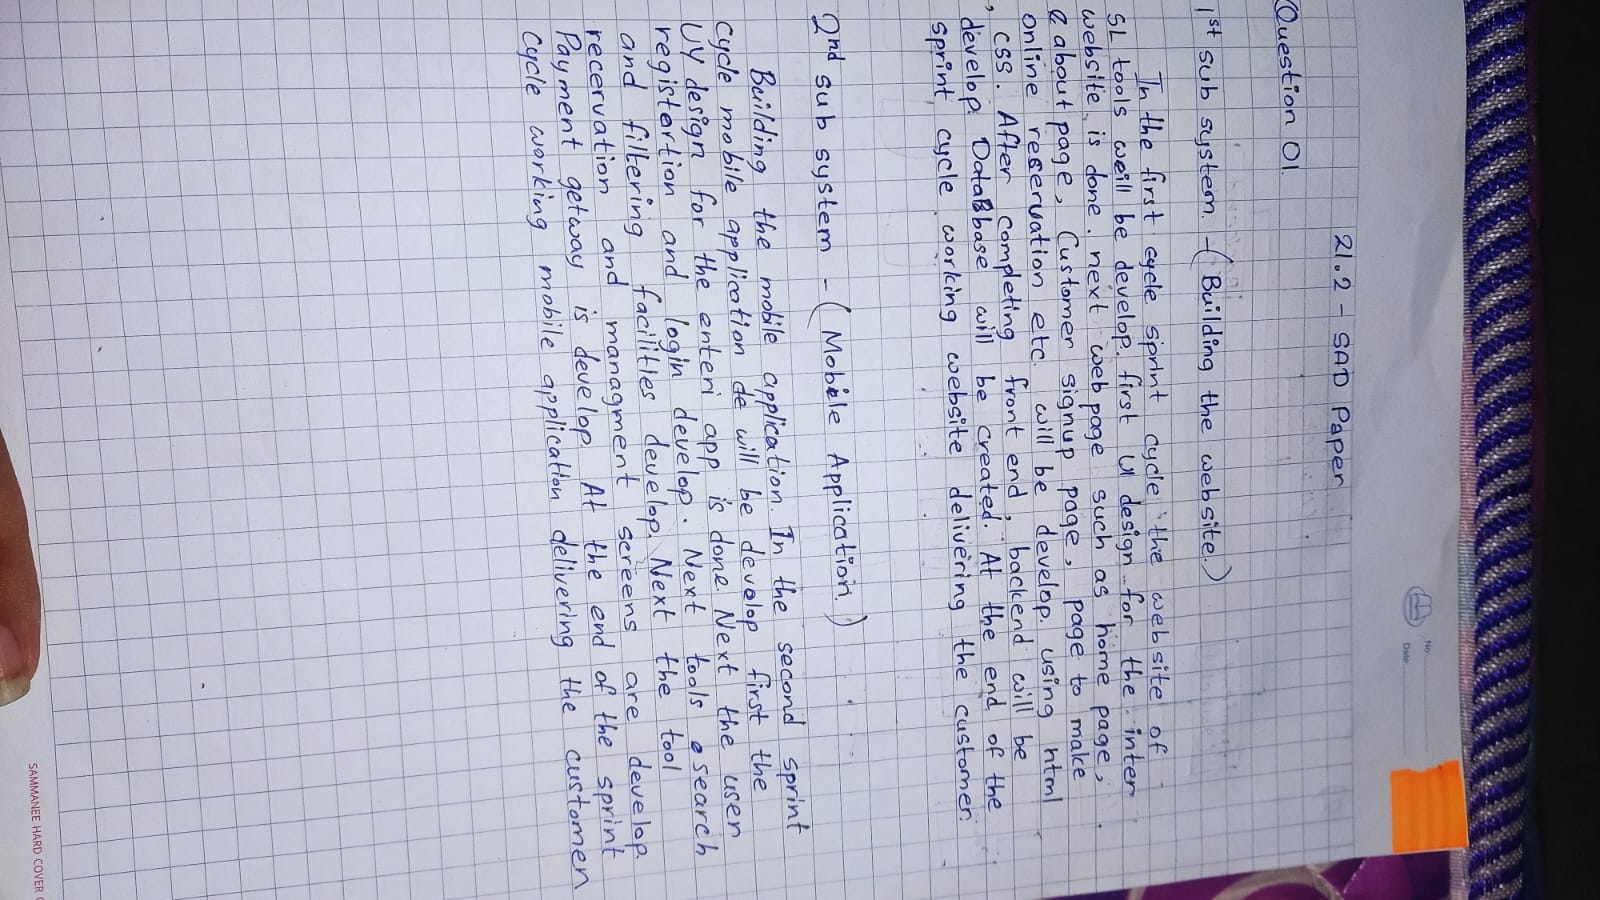 No:
Date:
21.2 - SAD Paper
Question 01.
1st sub system. - (Building the website.)
In the first cycle sprint cycle the website of
SL tools weill be develop. first UI design for the inter
website is done. next web page such as home page,
about page, Customer signup page, page to make
online reservation etc. will be develop. using html
, css. After completing front end, backend will be
develop. DataBbase will be created. At the end of the
sprint cycle working website delivering the customer
2nd sub system - (Mobile Application.)
Building the mobile application. In the second sprint
Cycle mobile application de will be devolop first the
UV design for the enteri app is done. Next the user
registertion and login develop. Next tools search
and filtering facilities develop. Next the tool
recervation and managment screens are develop.
Payment getway is develop. At the end of the sprint
Cycle working mobile application delivering the customer
SAMMANEE HARD COVER